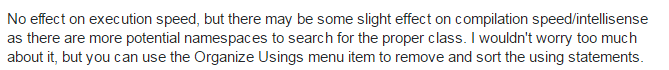 No effect on execution speed, but there may be some slight effect on compilation speed/intellisense
as there are more potential namespaces to search for the proper class. I wouldn't worry too much
about it, but you can use the Organize Usings menu item to remove and sort the using statements.